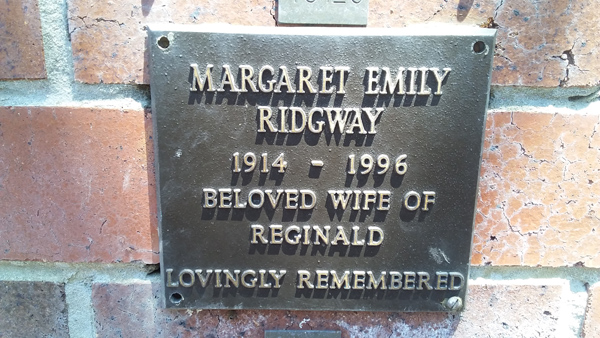 MARGARET EMILY
RIDGWAY
1914 - 1996
BELOVED WIFE OF
REGINALD
LOVINGLY REMEMBERED